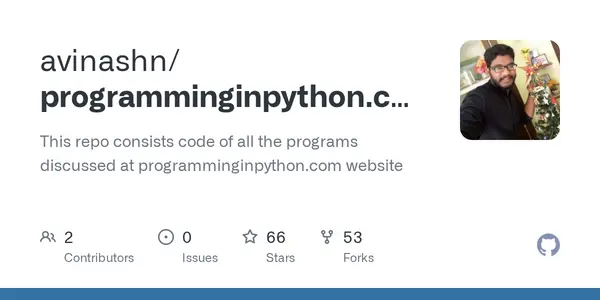 avinashn/
programminginpython.c...
This repo consists code of all the programs
discussed at programminginpython.com website
2 0 66 53
Contributors Issues Stars Forks